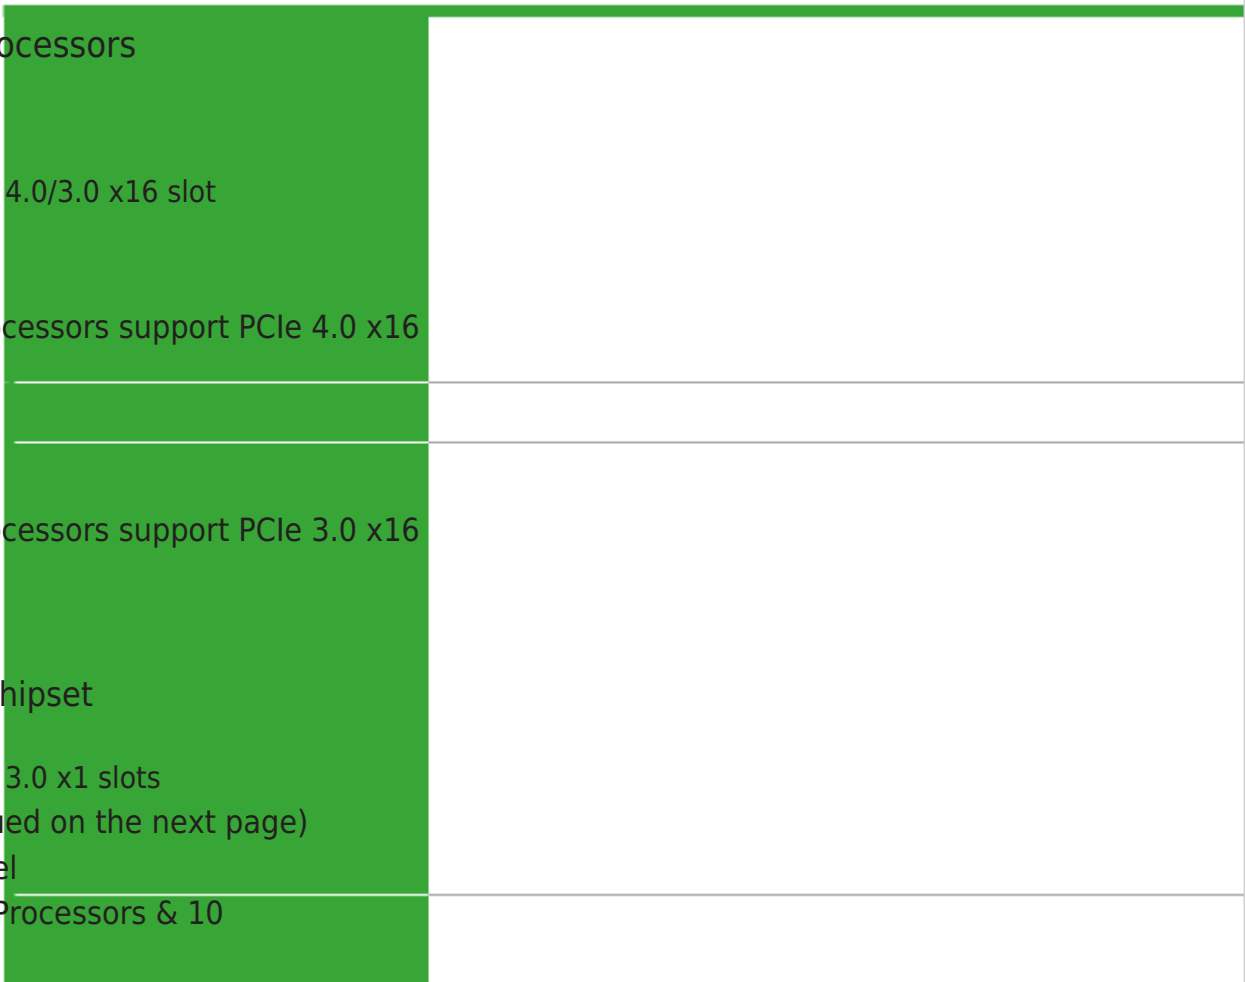 ocessors
4.0/3.0 x16 slot
cessors support PCIe 4.0 x16
cessors support PCIe 3.0 x16
hipset
3.0 x1 slots
ued on the next page)
el
Processors & 10